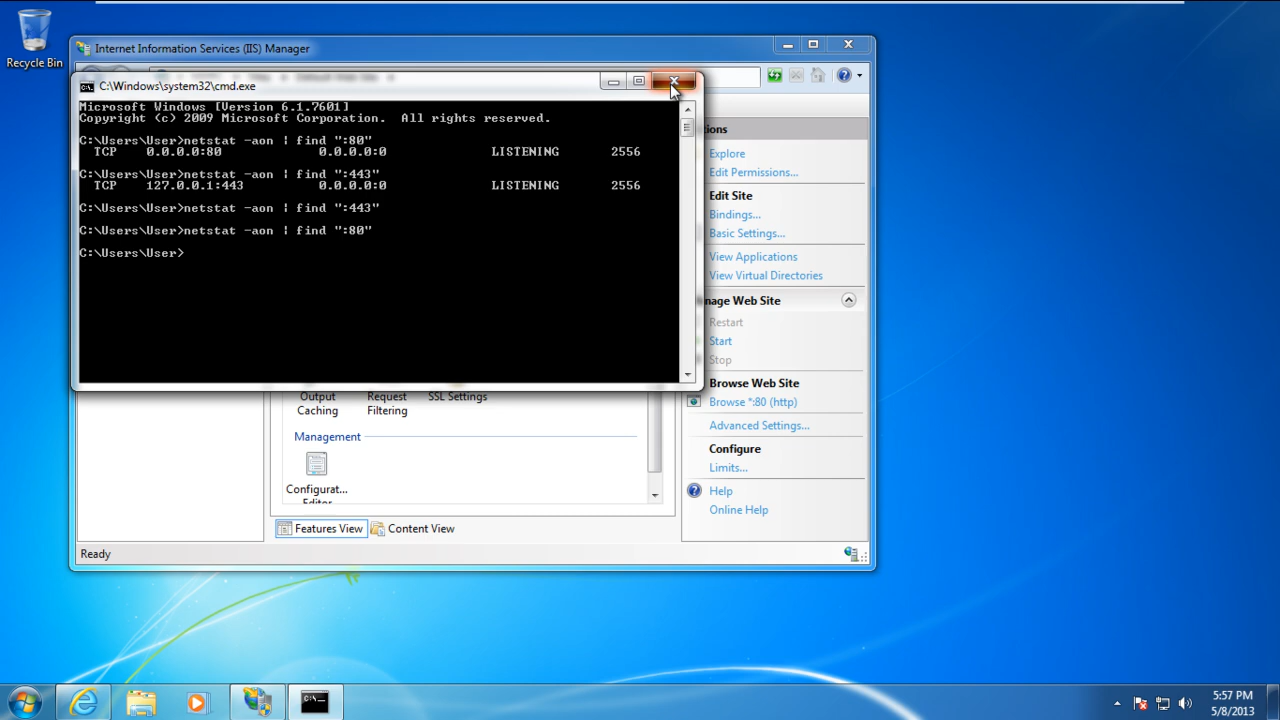 Recycle Bin
Internet Information Services (IIS) Manager
C:\Windows\system32\cmd.exe
Microsoft Windows [Version 6.1.7601]
Copyright (c) 2009 Microsoft Corporation.  All rights reserved.
C:\Users\User>netstat -aon | find ":80"
TCP    0.0.0.0:80    0.0.0.0:0    LISTENING    2556
C:\Users\User>netstat -aon | find ":443"
TCP    127.0.0.1:443    0.0.0.0:0    LISTENING    2556
C:\Users\User>netstat -aon | find ":443"
C:\Users\User>netstat -aon | find ":80"
C:\Users\User>
Output Caching
Request Filtering
SSL Settings
Management
Configurat...
Features View
Content View
Ready
Explore
Edit Permissions...
Edit Site
Bindings...
Basic Settings...
View Applications
View Virtual Directories
nage Web Site
Restart
Start
Stop
Browse Web Site
Browse *:80 (http)
Advanced Settings...
Configure
Limits...
Help
Online Help
5:57 PM
5/8/2013